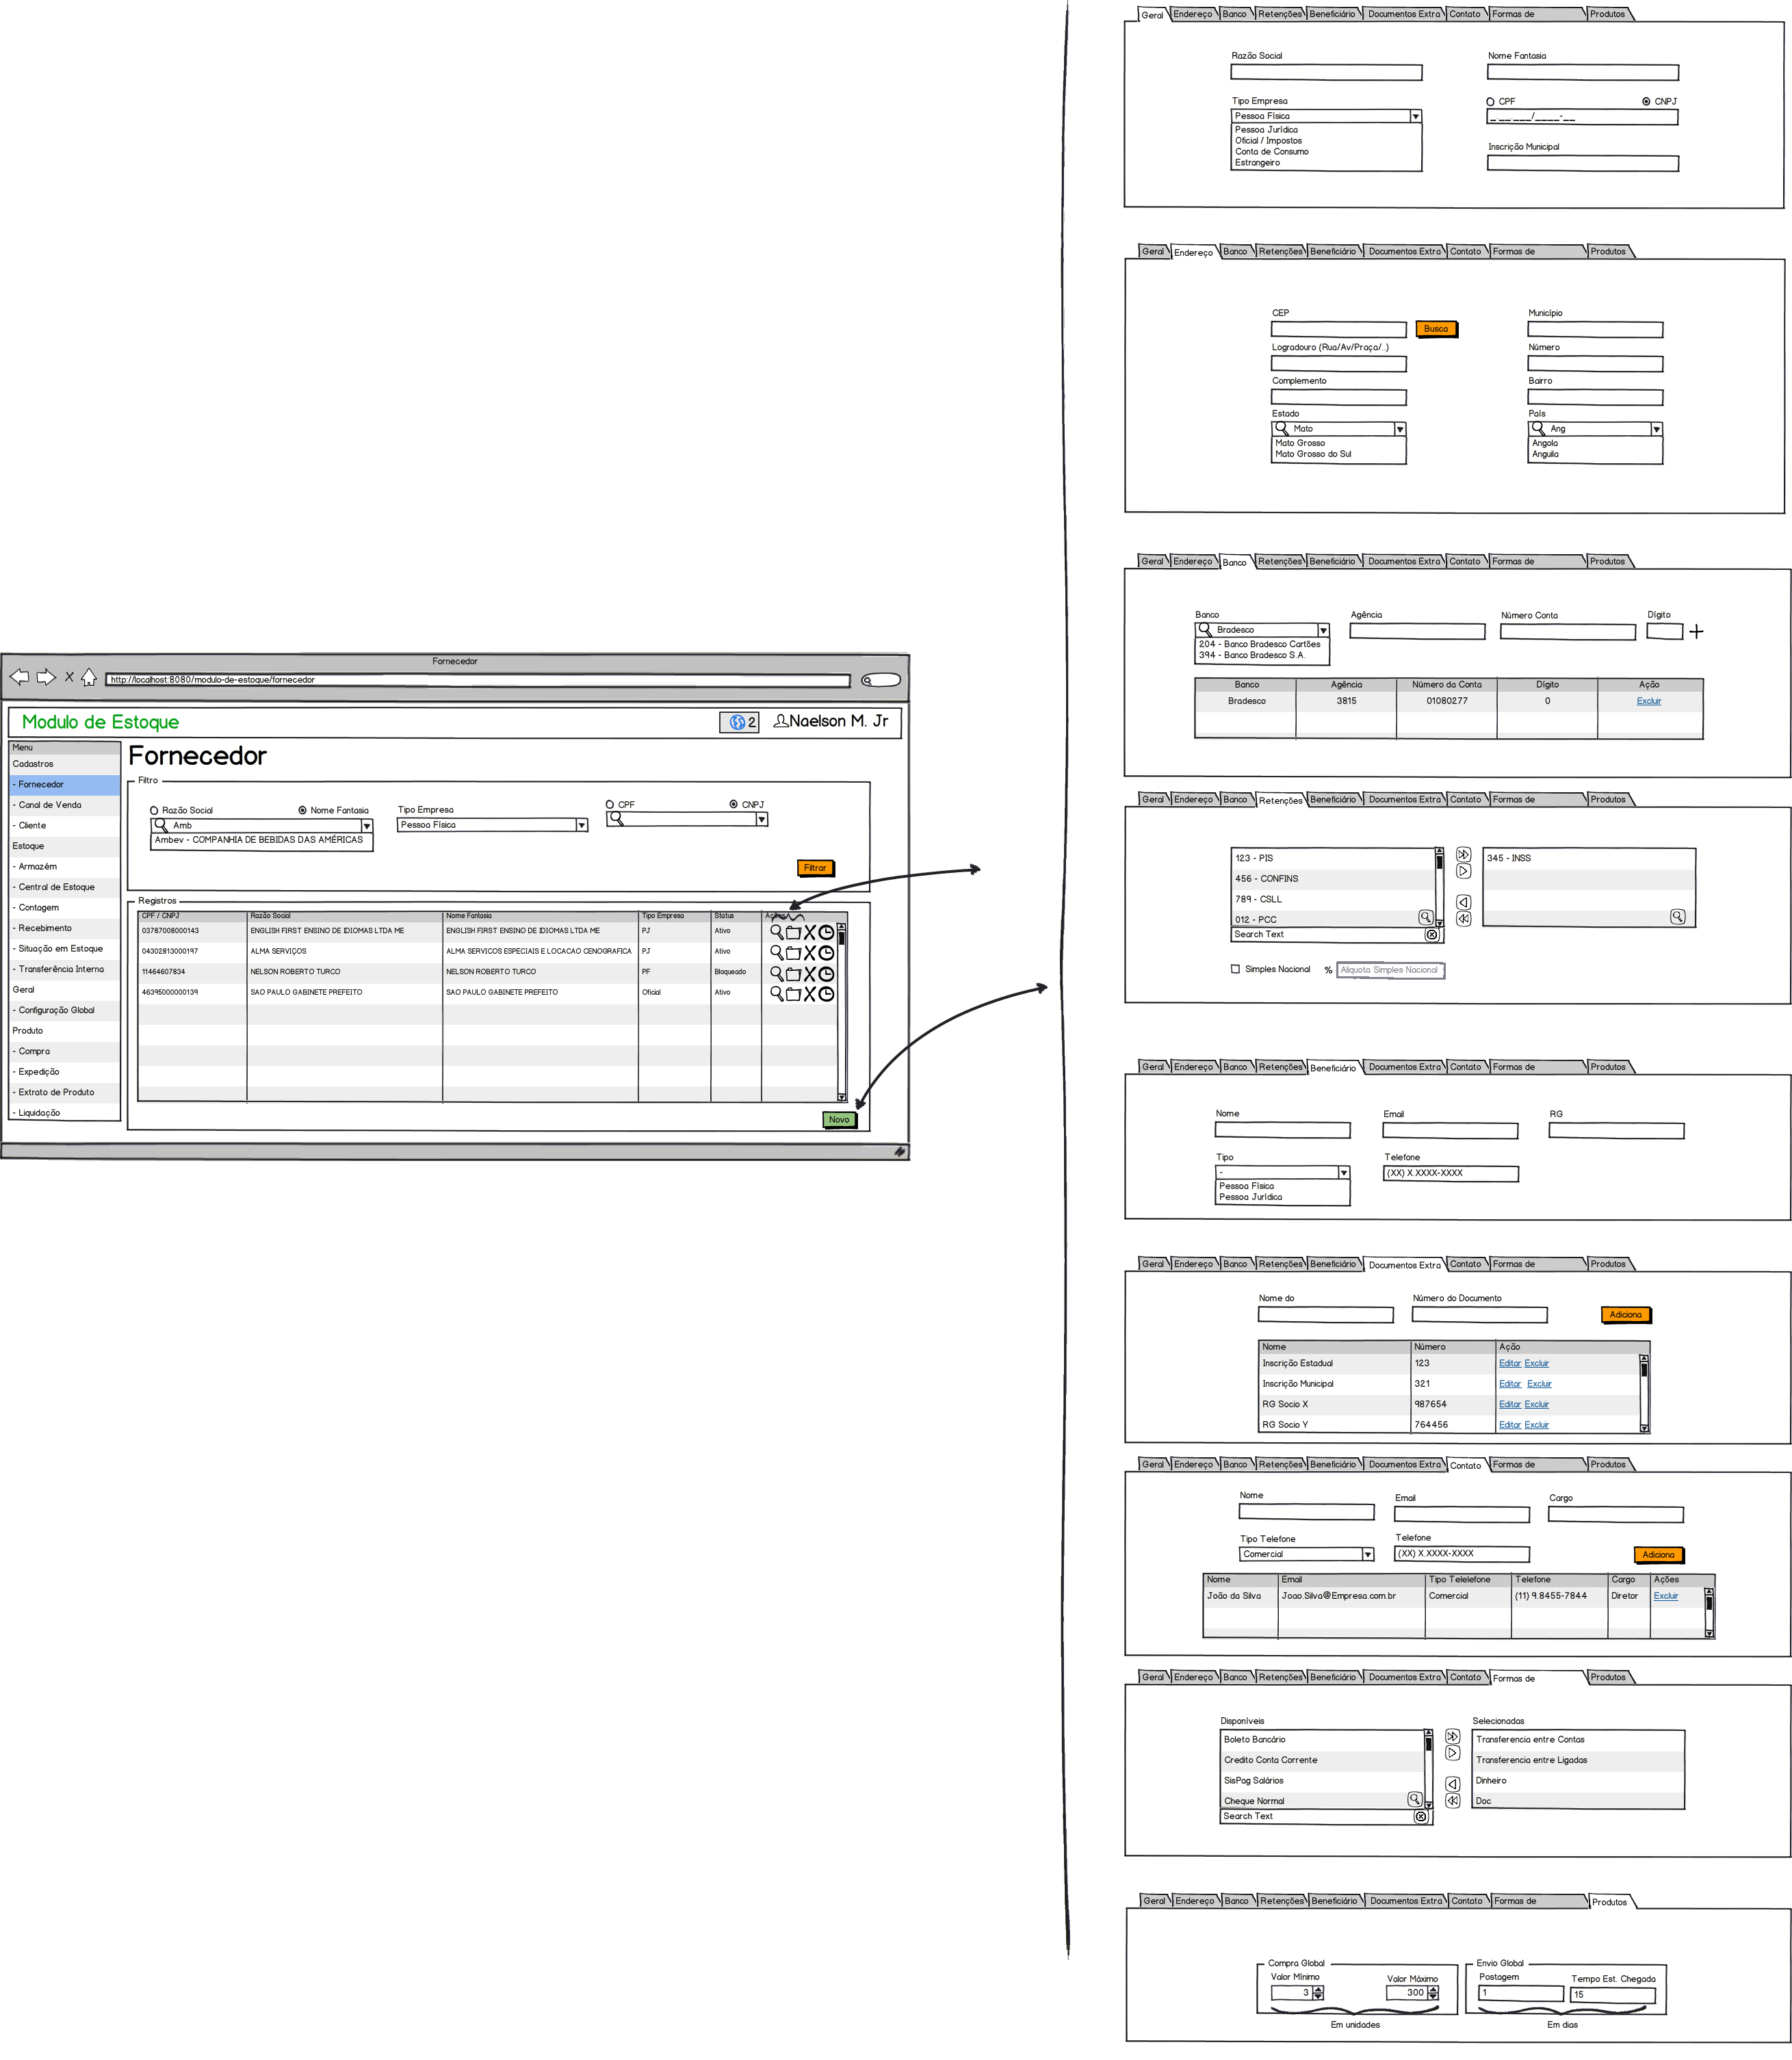 Fornecedor
http://localhost:8080/modulo-de-estoque/fornecedor
Modulo de Estoque
2
Naelson M. Jr
Menu
Cadastros
- Fornecedor
- Canal de Venda
- Cliente
Estoque
- Armazém
- Central de Estoque
- Contagem
- Recebimento
- Situação em Estoque
- Transferência Interna
Geral
- Configuração Global
Produto
- Compra
- Expedição
- Extrato de Produto
- Liquidação
Fornecedor
Filtro
Razão Social Nome Fantasia
Amb
Ambev - COMPANHIA DE BEBIDAS DAS AMÉRICAS
Tipo Empresa
Pessoa Física
CPF CNPJ
Filtrar
Registros
CPF / CNPJ Razão Social Nome Fantasia Tipo Empresa Status Ações
03787008000143 ENGLISH FIRST ENSINO DE IDIOMAS LTDA ME ENGLISH FIRST ENSINO DE IDIOMAS LTDA ME PJ Ativo
04302813000197 ALMA SERVIÇOS ALMA SERVICOS ESPECIAIS E LOCACAO CENOGRAFICA PJ Ativo
11464607834 NELSON ROBERTO TURCO NELSON ROBERTO TURCO PF Bloqueado
46395000000139 SAO PAULO GABINETE PREFEITO SAO PAULO GABINETE PREFEITO Oficial Ativo
Novo
Geral Endereço Banco Retenções Beneficiário Documentos Extra Contato Formas de Produtos
Razão Social Nome Fantasia
Tipo Empresa
Pessoa Física
Pessoa Jurídica
Oficial / Impostos
Conta de Consumo
Estrangeiro
CPF CNPJ
_.__.___/____-__
Inscrição Municipal
Geral Endereço Banco Retenções Beneficiário Documentos Extra Contato Formas de Produtos
CEP Busca Município
Logradouro (Rua/Av/Praça/..) Número
Complemento Bairro
Estado País
Mato Ang
Mato Grosso Angola
Mato Grosso do Sul Anguila
Geral Endereço Banco Retenções Beneficiário Documentos Extra Contato Formas de Produtos
Banco Agência Número Conta Dígito
Bradesco
204 - Banco Bradesco Cartões
394 - Banco Bradesco S.A.
Banco Agência Número da Conta Dígito Ação
Bradesco 3815 01080277 0 Excluir
Geral Endereço Banco Retenções Beneficiário Documentos Extra Contato Formas de Produtos
123 - PIS 345 - INSS
456 - CONFINS
789 - CSLL
012 - PCC
Search Text
Simples Nacional % Aliquota Simples Nacional
Geral Endereço Banco Retenções Beneficiário Documentos Extra Contato Formas de Produtos
Nome Email RG
Tipo Telefone
- (XX) X.XXXX-XXXX
Pessoa Física
Pessoa Jurídica
Geral Endereço Banco Retenções Beneficiário Documentos Extra Contato Formas de Produtos
Nome do Número do Documento
Adiciona
Nome Número Ação
Inscrição Estadual 123 Editar Excluir
Inscrição Municipal 321 Editar Excluir
RG Socio X 987654 Editar Excluir
RG Socio Y 764456 Editar Excluir
Geral Endereço Banco Retenções Beneficiário Documentos Extra Contato Formas de Produtos
Nome Email Cargo
Tipo Telefone Telefone
Comercial (XX) X.XXXX-XXXX Adiciona
Nome Email Tipo Telelefone Telefone Cargo Ações
João da Silva Joao.Silva@Empresa.com.br Comercial (11) 9.8455-7844 Diretor Excluir
Geral Endereço Banco Retenções Beneficiário Documentos Extra Contato Formas de Produtos
Disponíveis Selecionadas
Boleto Bancário Transferencia entre Contas
Credito Conta Corrente Transferencia entre Ligadas
SisPag Salários Dinheiro
Cheque Normal Doc
Search Text
Geral Endereço Banco Retenções Beneficiário Documentos Extra Contato Formas de Produtos
Compra Global Envio Global
Valor Mínimo Valor Máximo Postagem Tempo Est. Chegada
3 300 1 15
Em unidades Em dias